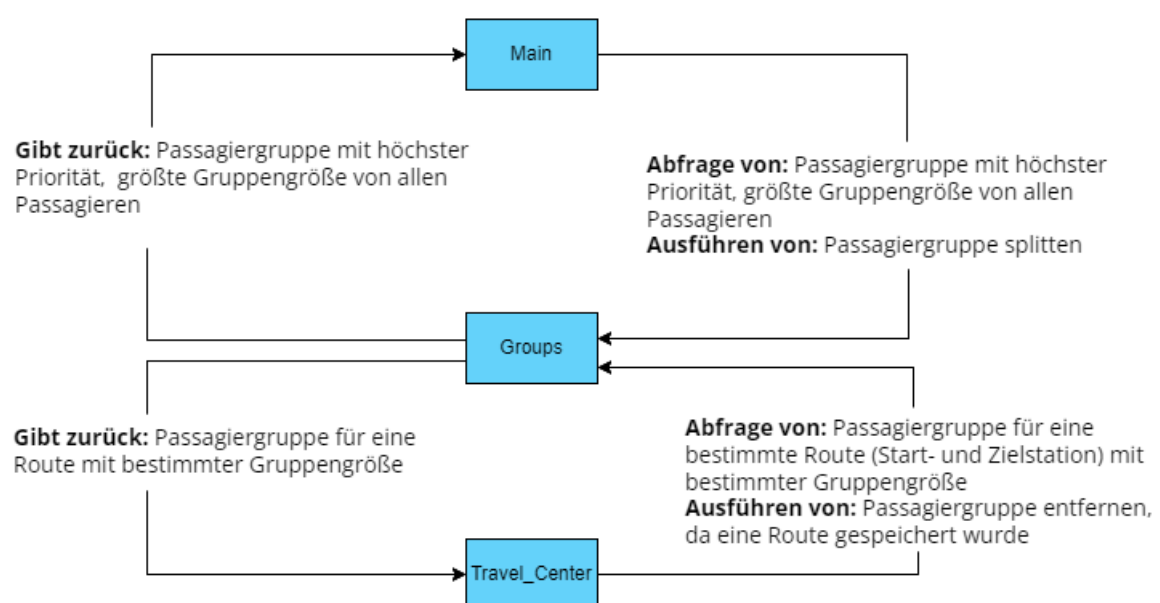 Main
Gibt zurück: Passagiergruppe mit höchster
Priorität, größte Gruppengröße von allen
Passagieren
Abfrage von: Passagiergruppe mit höchster
Priorität, größte Gruppengröße von allen
Passagieren
Ausführen von: Passagiergruppe splitten
Groups
Gibt zurück: Passagiergruppe für eine
Route mit bestimmter Gruppengröße
Abfrage von: Passagiergruppe für eine
bestimmte Route (Start- und Zielstation) mit
bestimmter Gruppengröße
Ausführen von: Passagiergruppe entfernen,
da eine Route gespeichert wurde
Travel_Center